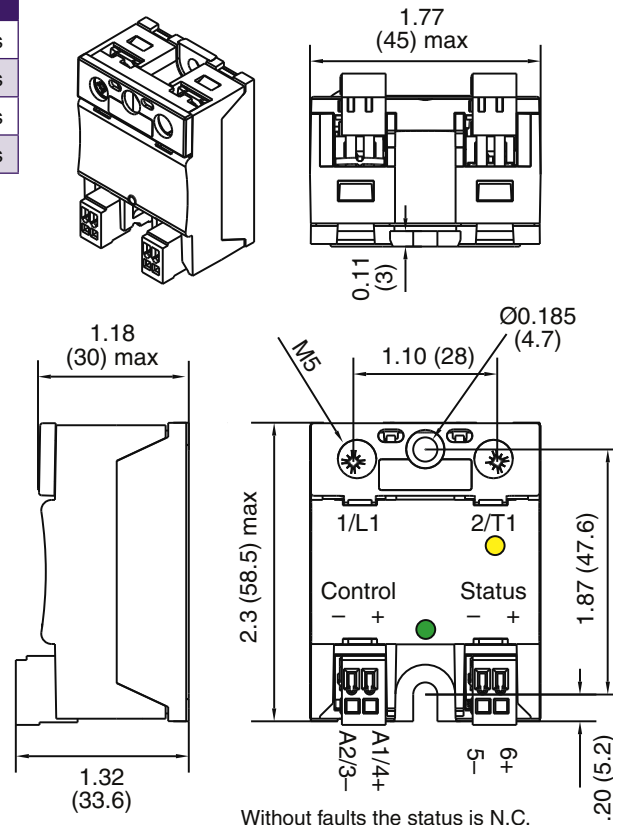 s
s
s
s
1.77
(45) max
0.11
(3)
1.18
(30) max
M5
1.10 (28)
Ø0.185
(4.7)
2.3 (58.5) max
1/L1
2/T1
Control
Status
– +
– +
1.87 (47.6)
A2/3–
A1/4+
5–
6+
.20 (5.2)
1.32
(33.6)
Without faults the status is N.C.